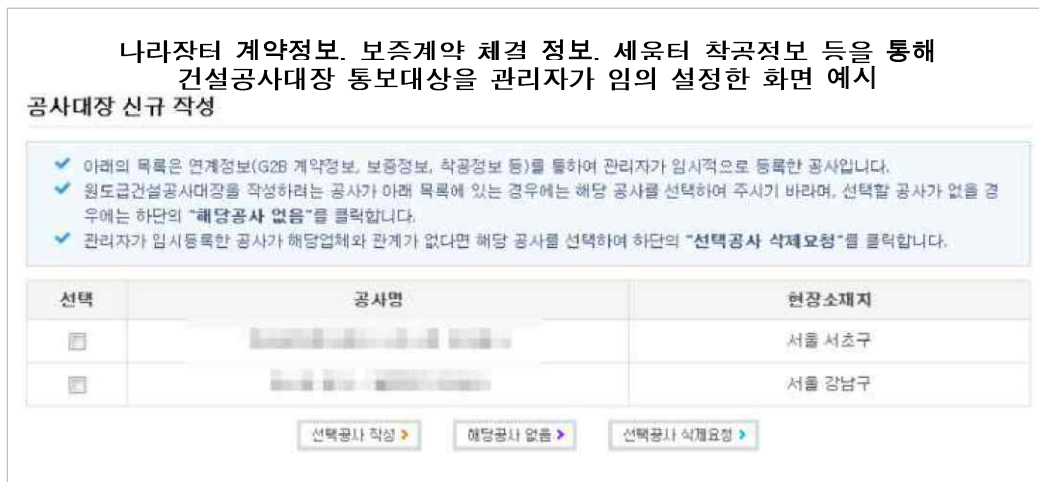 나라장터 계약정보. 보증계약 체결 정보. 세움터 착공정보 등을 통해
건설공사대장 통보대상을 관리자가 임의 설정한 화면 예시
공사대장 신규 작성
아래의 목록은 연계정보(G2B 계약정보, 보증정보, 착공정보 등)를 통하여 관리자가 임시적으로 등록한 공사입니다.
원도급건설공사대장을 작성하려는 공사가 아래 목록에 있는 경우에는 해당 공사를 선택하여 주시기 바라며, 선택할 공사가 없을 경
우에는 하단의 "해당공사 없음"를 클릭합니다.
관리자가 임시등록한 공사가 해당업체와 관계가 없다면 해당 공사를 선택하여 하단의 "선택공사 삭제요청"를 클릭합니다.
선택 공사명 현장소재지
서울 서초구
서울 강남구
선택공사 작성 해당공사 없음 선택공사 삭제요청